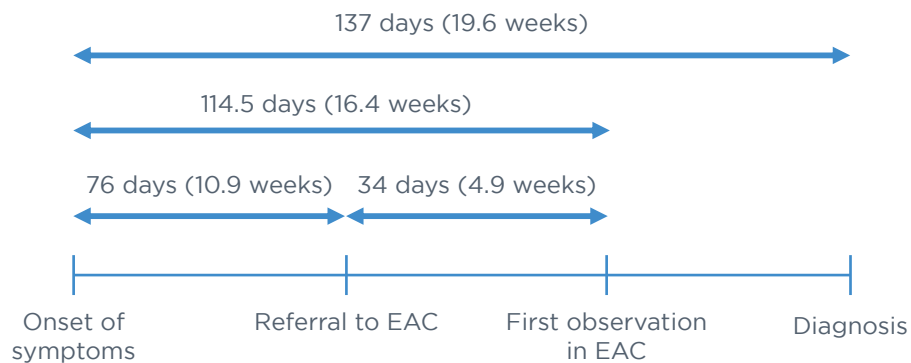 137 days (19.6 weeks)
114.5 days (16.4 weeks)
76 days (10.9 weeks)
34 days (4.9 weeks)
Onset of
symptoms
Referral to EAC
First observation
in EAC
Diagnosis